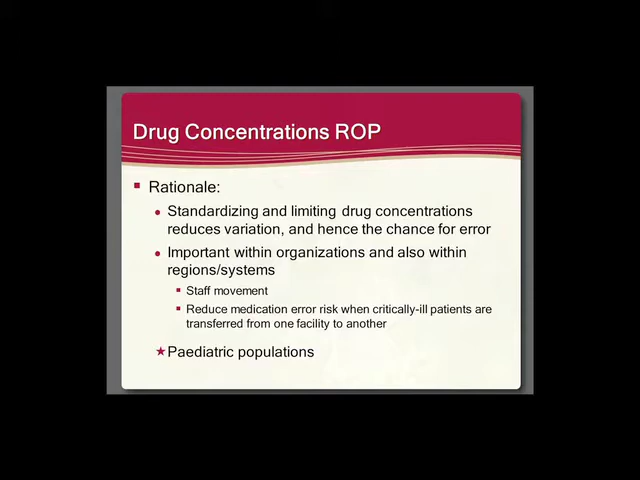 Drug Concentrations ROP
Rationale:
Standardizing and limiting drug concentrations
reduces variation, and hence the chance for error
Important within organizations and also within
regions/systems
Staff movement
Reduce medication error risk when critically-ill patients are
transferred from one facility to another
Paediatric populations